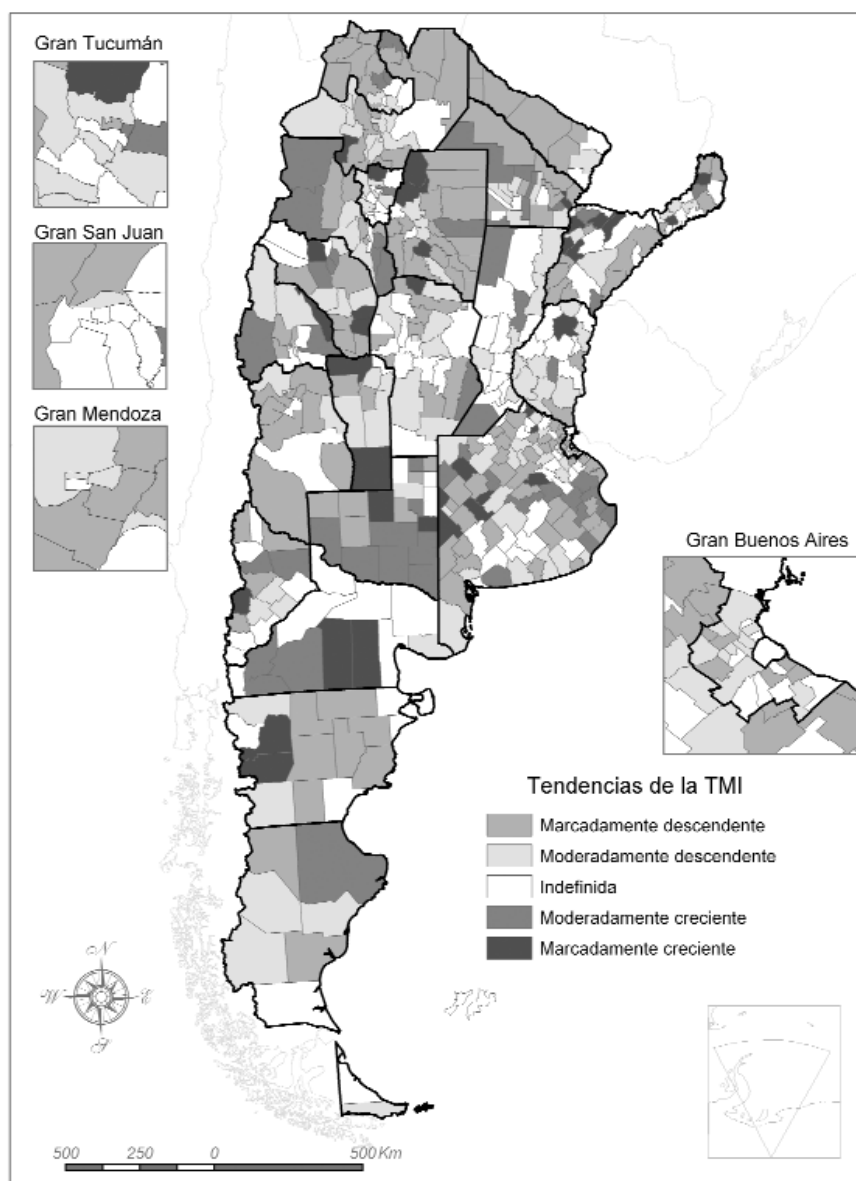 Gran Tucumán
Gran San Juan
Gran Mendoza
Gran Buenos Aires
Tendencias de la TMI
Marcadamente descendente
Moderadamente descendente
Indefinida
Moderadamente creciente
Marcadamente creciente
N
W E
S
500 250 0 500 Km